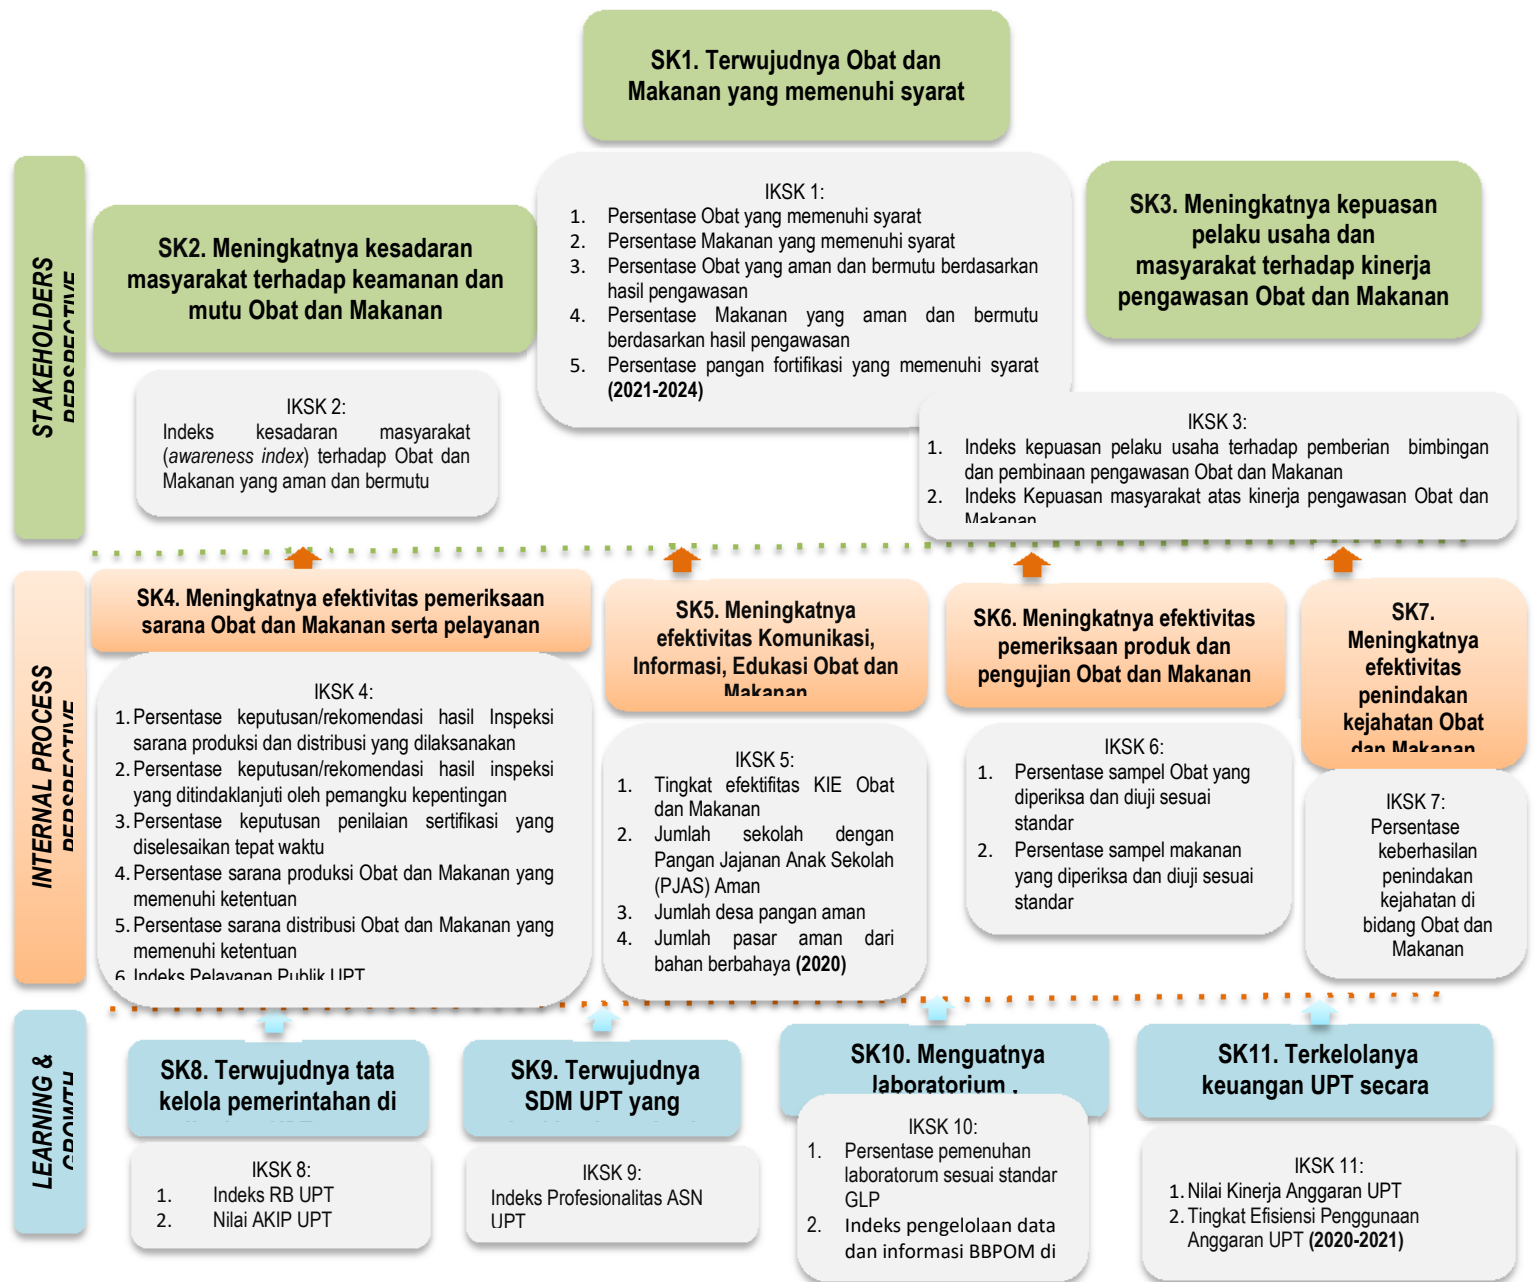 SK1. Terwujudnya Obat dan
Makanan yang memenuhi syarat
STAKEHOLDERS
PERSPECTIVE
SK2. Meningkatnya kesadaran
masyarakat terhadap keamanan dan
mutu Obat dan Makanan
IKSK 1:
1. Persentase Obat yang memenuhi syarat
2. Persentase Makanan yang memenuhi syarat
3. Persentase Obat yang aman dan bermutu berdasarkan
hasil pengawasan
4. Persentase Makanan yang aman dan bermutu
berdasarkan hasil pengawasan
5. Persentase pangan fortifikasi yang memenuhi syarat
(2021-2024)
SK3. Meningkatnya kepuasan
pelaku usaha dan
masyarakat terhadap kinerja
pengawasan Obat dan Makanan
IKSK 2:
Indeks kesadaran masyarakat
(awareness index) terhadap Obat dan
Makanan yang aman dan bermutu
IKSK 3:
1. Indeks kepuasan pelaku usaha terhadap pemberian bimbingan
dan pembinaan pengawasan Obat dan Makanan
2. Indeks Kepuasan masyarakat atas kinerja pengawasan Obat dan
Makanan
INTERNAL PROCESS
PERSPECTIVE
SK4. Meningkatnya efektivitas pemeriksaan
sarana Obat dan Makanan serta pelayanan
IKSK 4:
1. Persentase keputusan/rekomendasi hasil Inspeksi
sarana produksi dan distribusi yang dilaksanakan
2. Persentase keputusan/rekomendasi hasil inspeksi
yang ditindaklanjuti oleh pemangku kepentingan
3. Persentase keputusan penilaian sertifikasi yang
diselesaikan tepat waktu
4. Persentase sarana produksi Obat dan Makanan yang
memenuhi ketentuan
5. Persentase sarana distribusi Obat dan Makanan yang
memenuhi ketentuan
6. Indeks Pelayanan Publik UPT
SK5. Meningkatnya
efektivitas Komunikasi,
Informasi, Edukasi Obat dan
Makanan
IKSK 5:
1. Tingkat efektifitas KIE Obat
dan Makanan
2. Jumlah sekolah dengan
Pangan Jajanan Anak Sekolah
(PJAS) Aman
3. Jumlah desa pangan aman
4. Jumlah pasar aman dari
bahan berbahaya (2020)
SK6. Meningkatnya efektivitas
pemeriksaan produk dan
pengujian Obat dan Makanan
IKSK 6:
1. Persentase sampel Obat yang
diperiksa dan diuji sesuai
standar
2. Persentase sampel makanan
yang diperiksa dan diuji sesuai
standar
SK7.
Meningkatnya
efektivitas
penindakan
kejahatan Obat
dan Makanan
IKSK 7:
Persentase
keberhasilan
penindakan
kejahatan di
bidang Obat dan
Makanan
LEARNING &
GROWTH
SK8. Terwujudnya tata
kelola pemerintahan di
IKSK 8:
1. Indeks RB UPT
2. Nilai AKIP UPT
SK9. Terwujudnya
SDM UPT yang
IKSK 9:
Indeks Profesionalitas ASN
UPT
SK10. Menguatnya
laboratorium
IKSK 10:
1. Persentase pemenuhan
laboratorum sesuai standar
GLP
2. Indeks pengelolaan data
dan informasi BBPOM di
SK11. Terkelolanya
keuangan UPT secara
IKSK 11:
1. Nilai Kinerja Anggaran UPT
2. Tingkat Efisiensi Penggunaan
Anggaran UPT (2020-2021)